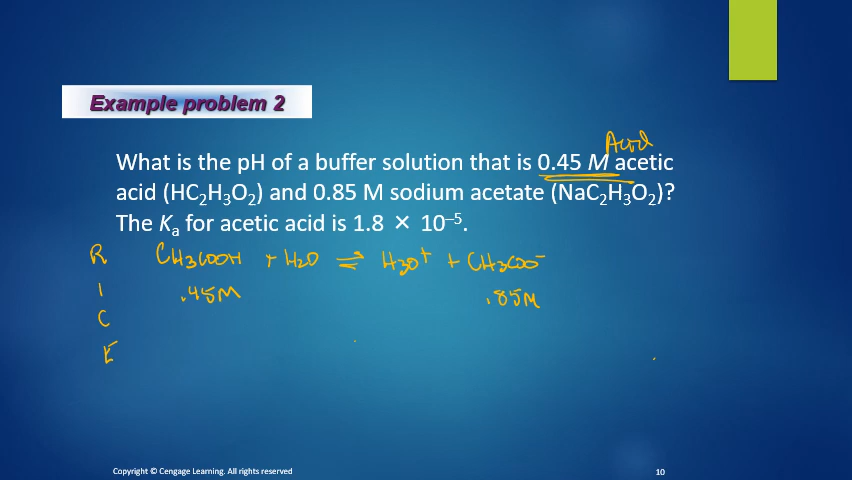 Example problem 2
Acid
What is the pH of a buffer solution that is 0.45 M acetic
acid (HC₂H₃O₂) and 0.85 M sodium acetate (NaC₂H₃O₂)?
The Kₐ for acetic acid is 1.8 × 10⁻⁵.
R CH₃COOH + H₂O ⇌ H₃O⁺ + CH₃COO⁻
I .45M .85M
C
E
Copyright © Cengage Learning. All rights reserved 10